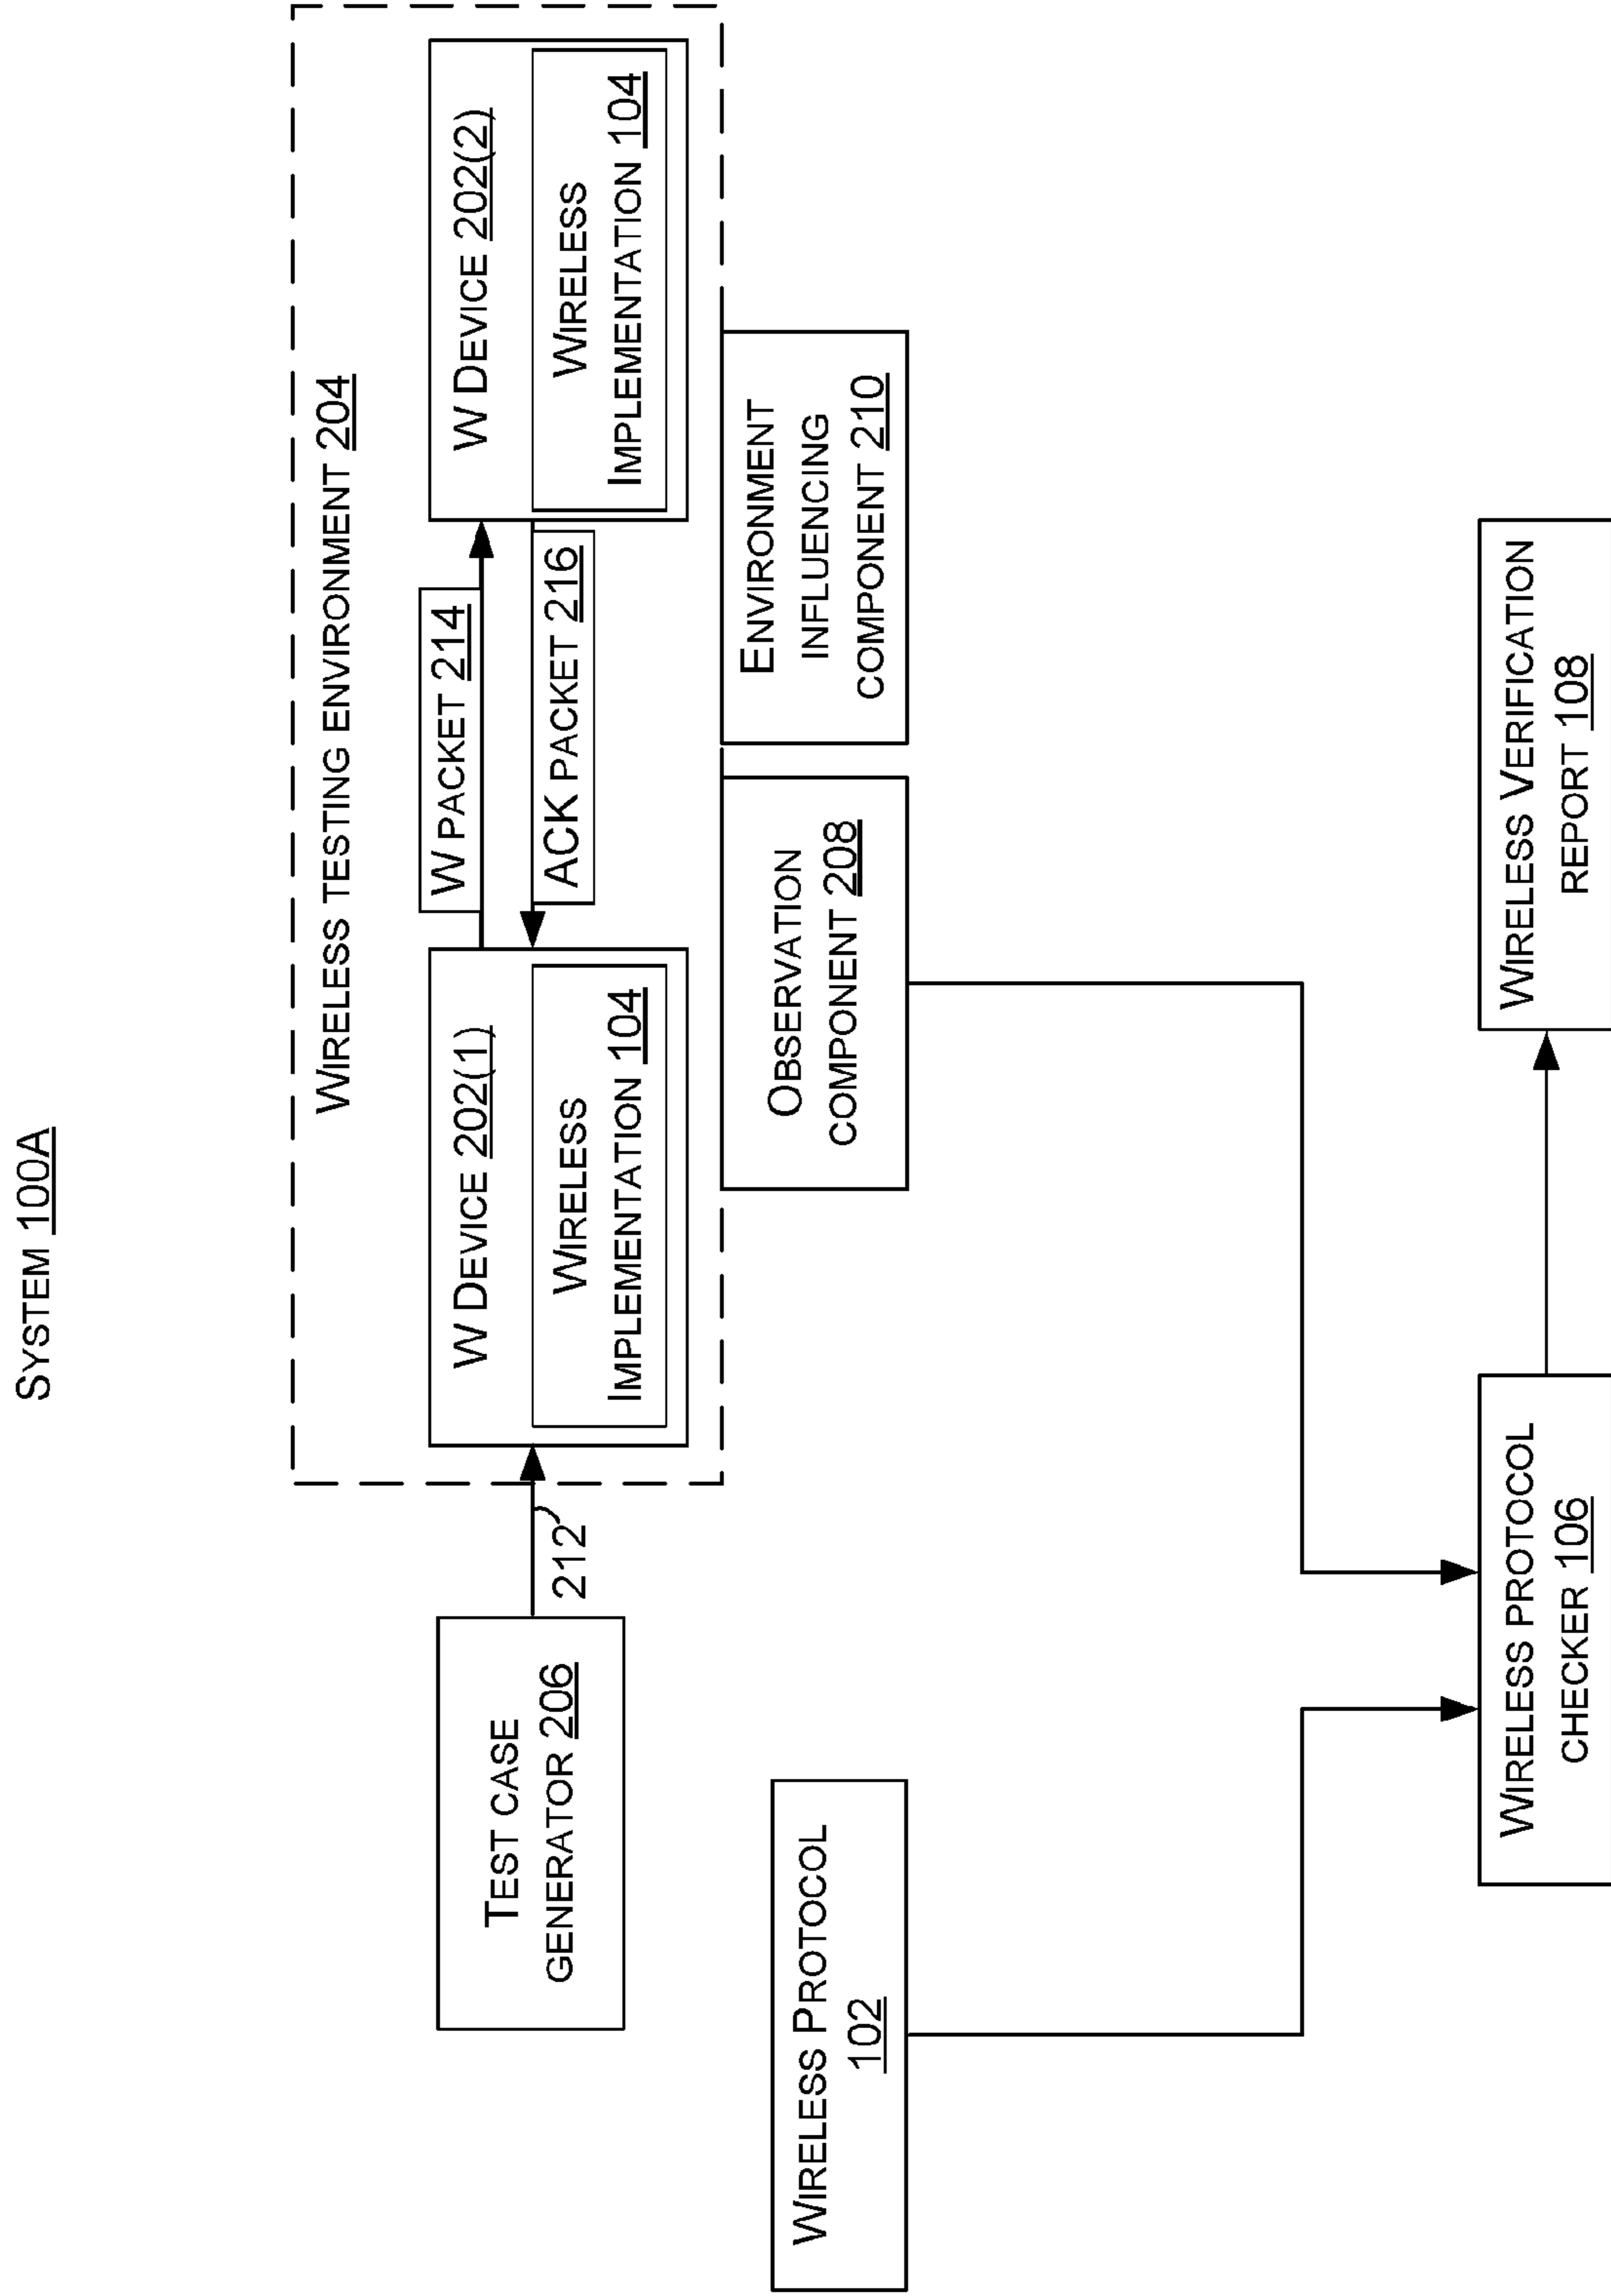 System 100A
Wireless testing environment 204
W Device 202(1)
Wireless
Implementation 104
W packet 214
ACK packet 216
W Device 202(2)
Wireless
Implementation 104
Test case
generator 206
212
Observation
component 208
Environment
influencing
component 210
Wireless Protocol
102
Wireless protocol
checker 106
Wireless Verification
report 108